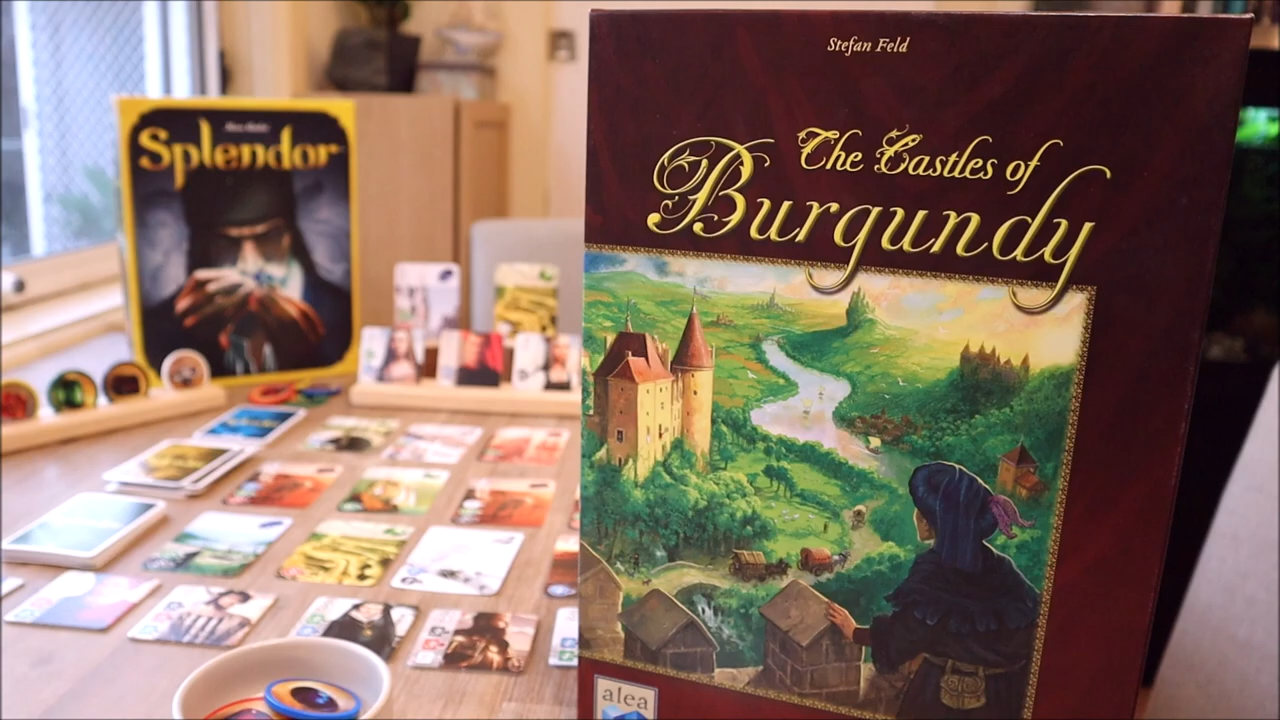 Splendor
Stefan Feld
The Castles of
Burgundy
alea